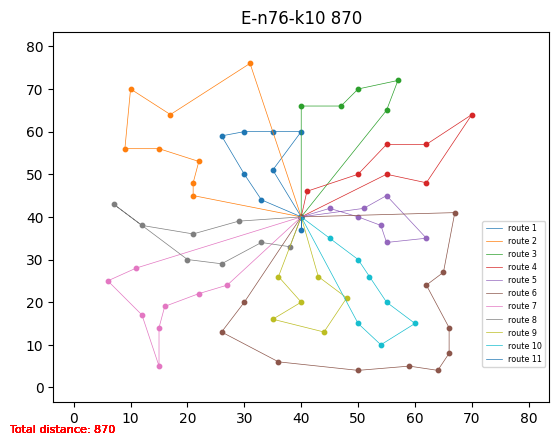 E-n76-k10 870
80
70
60
50
40
30
20
10
0
route 1
route 2
route 3
route 4
route 5
route 6
route 7
route 8
route 9
route 10
route 11
0 10 20 30 40 50 60 70 80
Total distance: 870